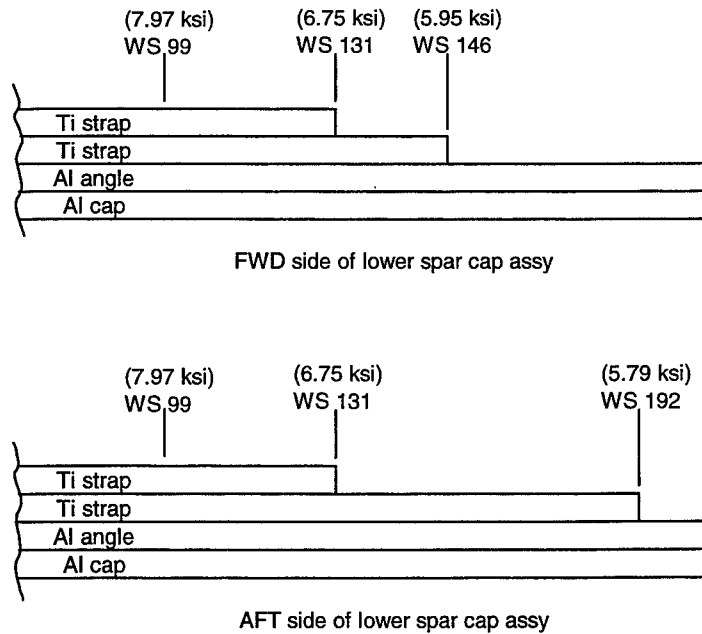 (7.97 ksi) (6.75 ksi) (5.95 ksi)
WS 99 WS 131 WS 146
Ti strap
Ti strap
Al angle
Al cap
FWD side of lower spar cap assy
(7.97 ksi) (6.75 ksi) (5.79 ksi)
WS 99 WS 131 WS 192
Ti strap
Ti strap
Al angle
Al cap
AFT side of lower spar cap assy